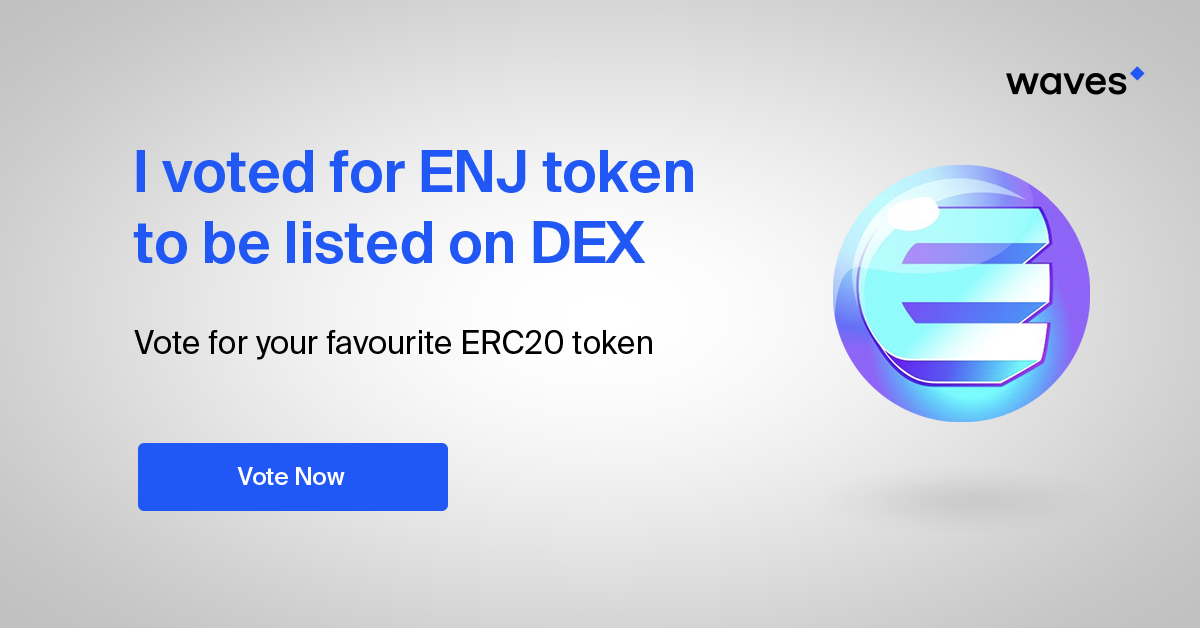 waves
I voted for ENJ token
to be listed on DEX
Vote for your favourite ERC20 token
Vote Now